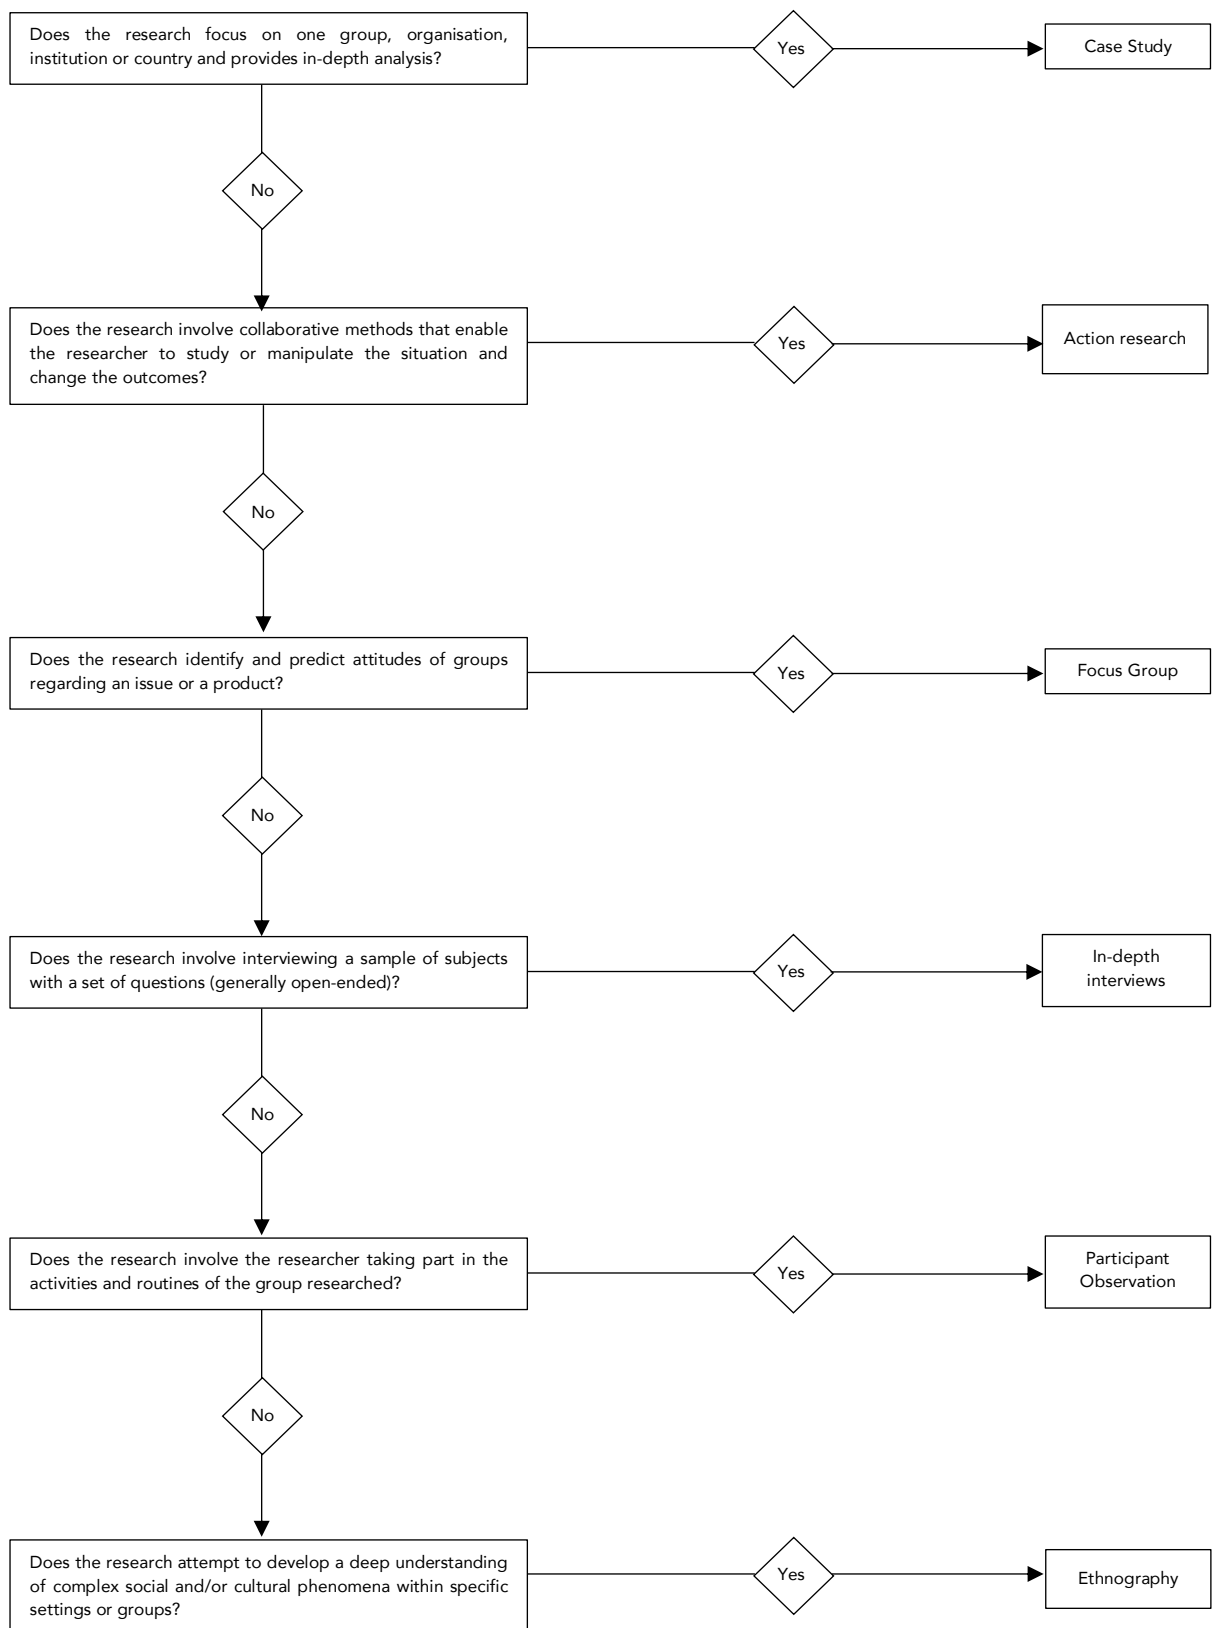 Does the research focus on one group, organisation,
institution or country and provides in-depth analysis?
Yes
Case Study
No
Does the research involve collaborative methods that enable
the researcher to study or manipulate the situation and
change the outcomes?
Yes
Action research
No
Does the research identify and predict attitudes of groups
regarding an issue or a product?
Yes
Focus Group
No
Does the research involve interviewing a sample of subjects
with a set of questions (generally open-ended)?
Yes
In-depth
interviews
No
Does the research involve the researcher taking part in the
activities and routines of the group researched?
Yes
Participant
Observation
No
Does the research attempt to develop a deep understanding
of complex social and/or cultural phenomena within specific
settings or groups?
Yes
Ethnography